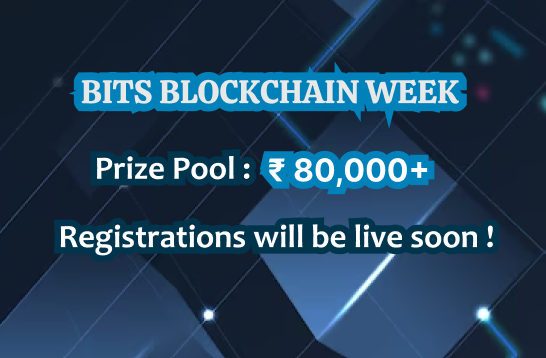 BITS BLOCKCHAIN WEEK
Prize Pool : ₹ 80,000+
Registrations will be live soon !